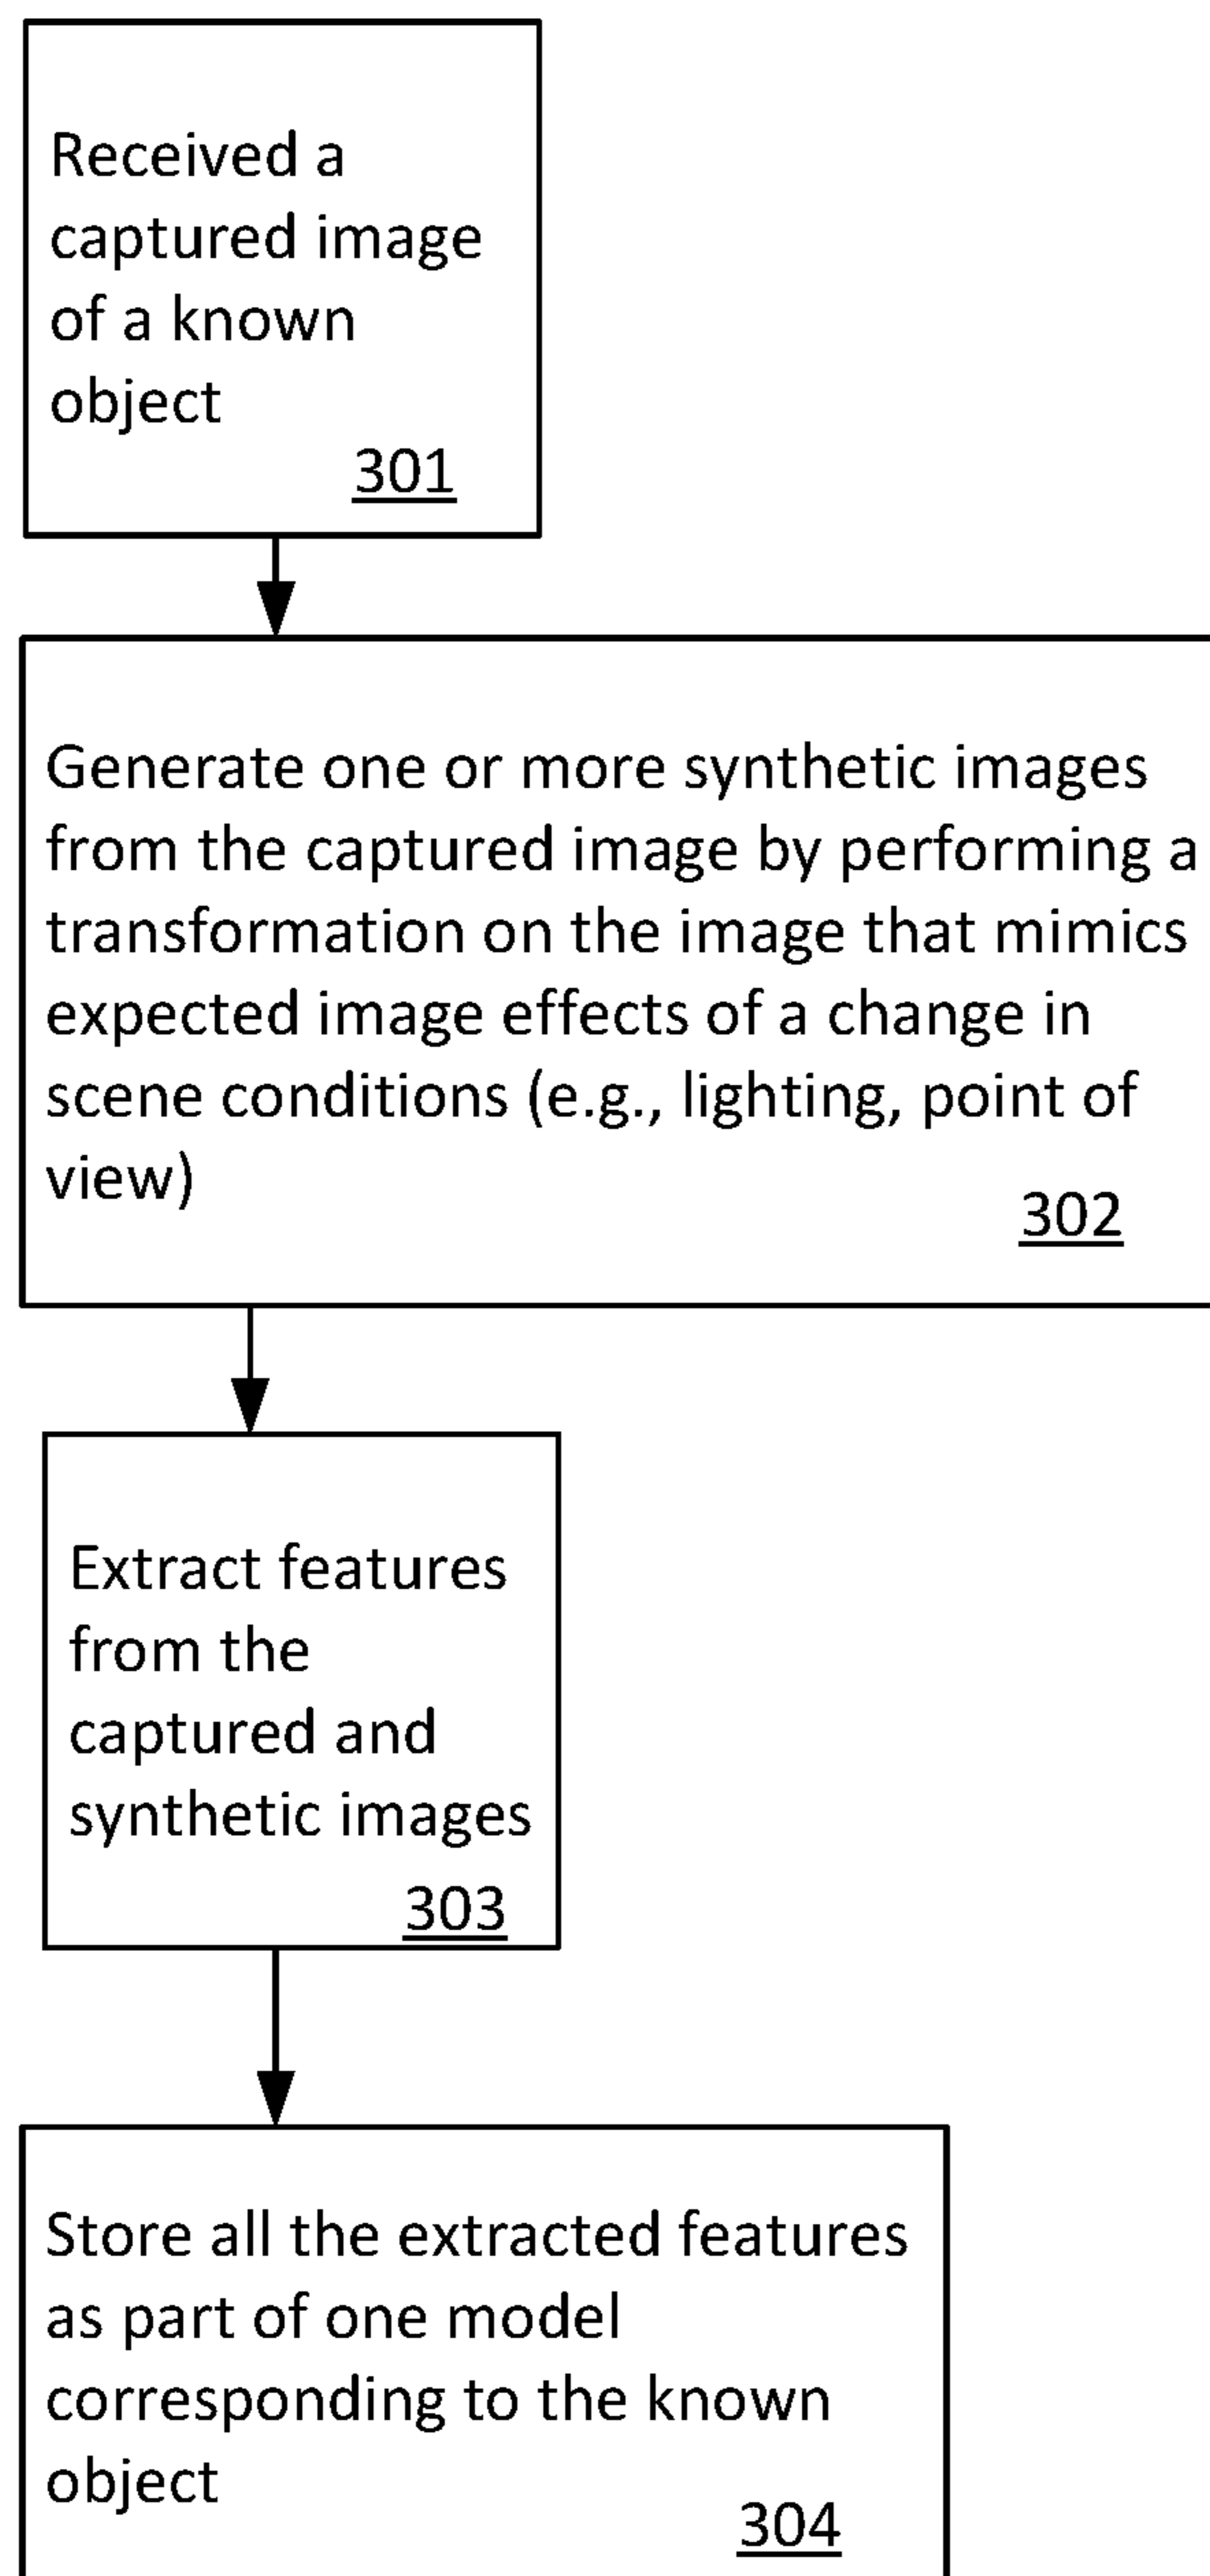 Received a
captured image
of a known
object
301
Generate one or more synthetic images
from the captured image by performing a
transformation on the image that mimics
expected image effects of a change in
scene conditions (e.g., lighting, point of
view)
302
Extract features
from the
captured and
synthetic images
303
Store all the extracted features
as part of one model
corresponding to the known
object
304